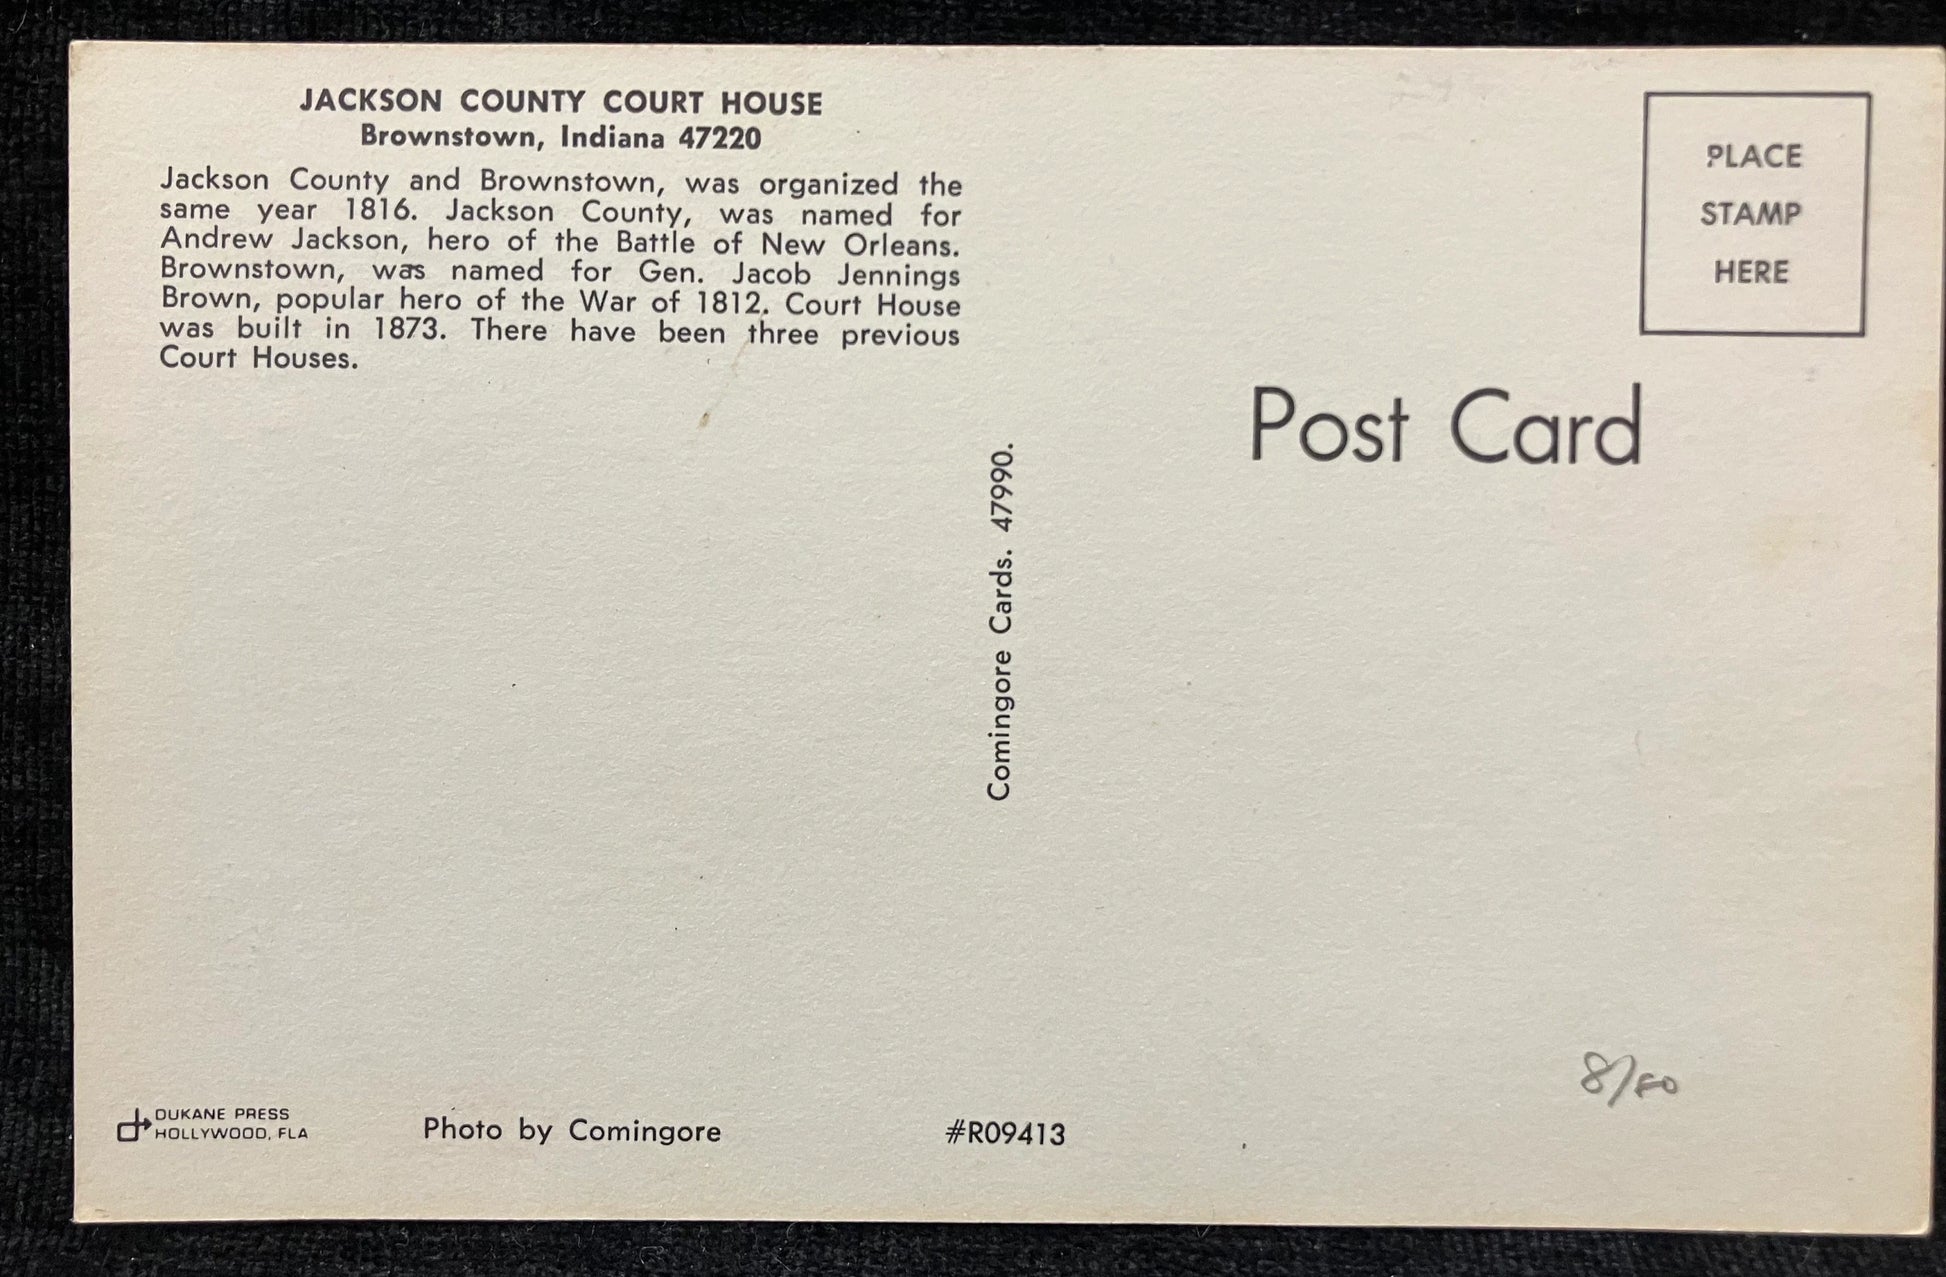 JACKSON COUNTY COURT HOUSE
Brownstown, Indiana 47220
Jackson County and Brownstown, was organized the
same year 1816. Jackson County, was named for
Andrew Jackson, hero of the Battle of New Orleans.
Brownstown, was named for Gen. Jacob Jennings
Brown, popular hero of the War of 1812. Court House
was built in 1873. There have been three previous
Court Houses.
Comingore Cards. 47990.
PLACE
STAMP
HERE
Post Card
8/80
DUKANE PRESS
HOLLYWOOD, FLA
Photo by Comingore
#R09413